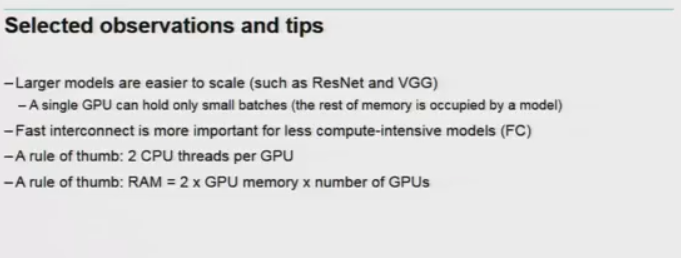 Selected observations and tips
–Larger models are easier to scale (such as ResNet and VGG)
–A single GPU can hold only small batches (the rest of memory is occupied by a model)
–Fast interconnect is more important for less compute-intensive models (FC)
–A rule of thumb: 2 CPU threads per GPU
–A rule of thumb: RAM = 2 x GPU memory x number of GPUs